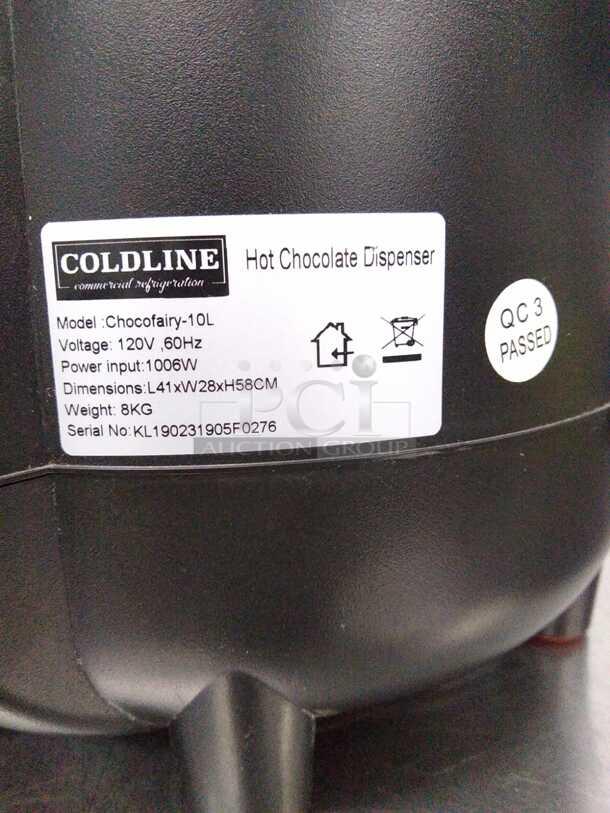 COLDLINE
commercial refrigeration
Hot Chocolate Dispenser
Model :Chocofairy-10L
Voltage: 120V ,60Hz
Power input:1006W
Dimensions:L41xW28xH58CM
Weight: 8KG
Serial No: KL190231905F0276
QC 3
PASSED
PCI
AUCTION GROUP